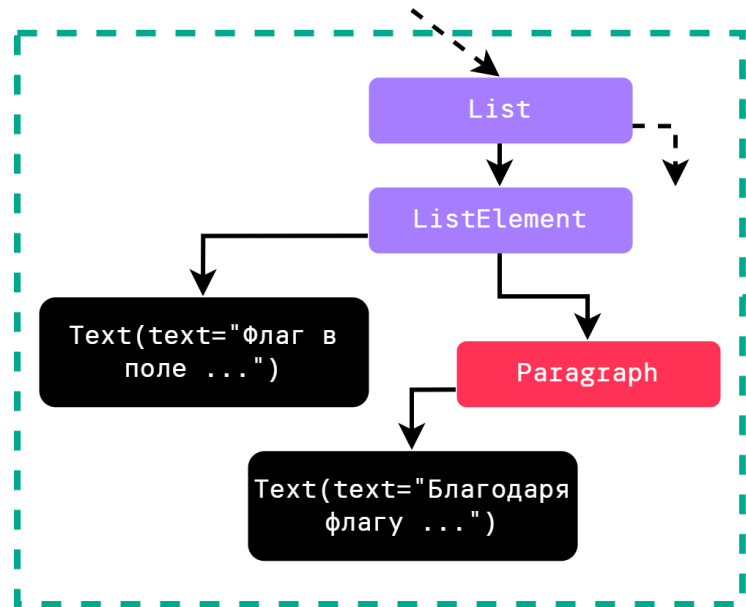 List
ListElement
Text(text="Флаг в
поле ...")
Paragraph
Text(text="Благодаря
флагу ...")